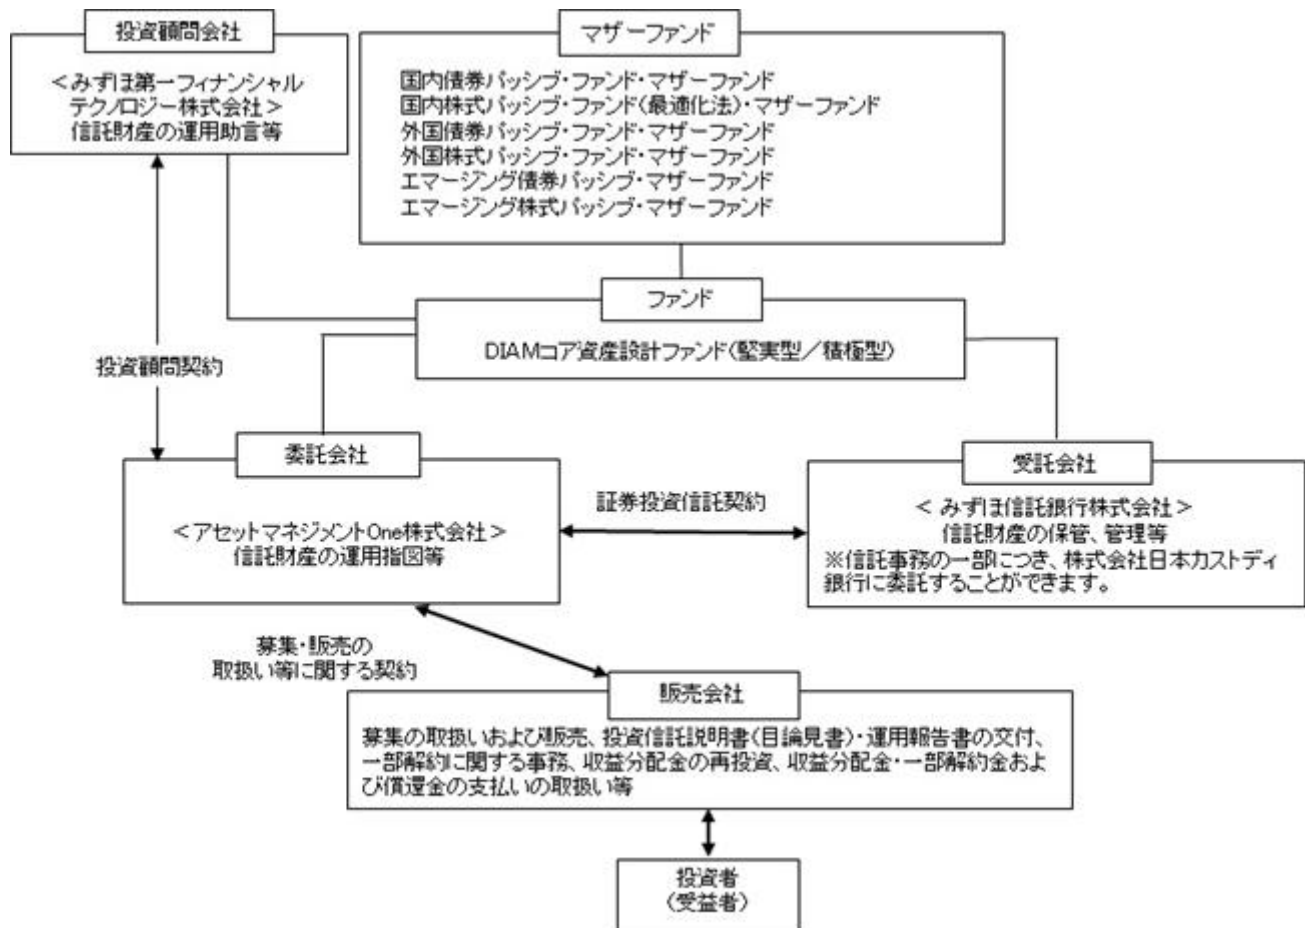 投資顧問会社
＜みずほ第一フィナンシャル
テクノロジー株式会社＞
信託財産の運用助言等
マザーファンド
国内債券パッシブ・ファンド・マザーファンド
国内株式パッシブ・ファンド（最適化法）・マザーファンド
外国債券パッシブ・ファンド・マザーファンド
外国株式パッシブ・ファンド・マザーファンド
エマージング債券パッシブ・マザーファンド
エマージング株式パッシブ・マザーファンド
ファンド
DIAMコア資産設計ファンド（堅実型／積極型）
投資顧問契約
委託会社
＜アセットマネジメントOne株式会社＞
信託財産の運用指図等
証券投資信託契約
受託会社
＜みずほ信託銀行株式会社＞
信託財産の保管、管理等
※信託事務の一部につき、株式会社日本カストディ
銀行に委託することができます。
募集・販売の
取扱い等に関する契約
販売会社
募集の取扱いおよび販売、投資信託説明書（目論見書）・運用報告書の交付、
一部解約に関する事務、収益分配金の再投資、収益分配金・一部解約金およ
び償還金の支払いの取扱い等
投資者
（受益者）